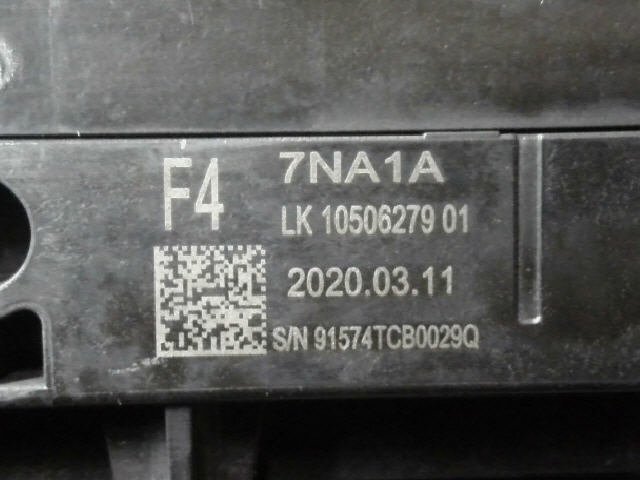 F4
7NA1A
LK 10506279 01
2020.03.11
S/N 91574TCB0029Q